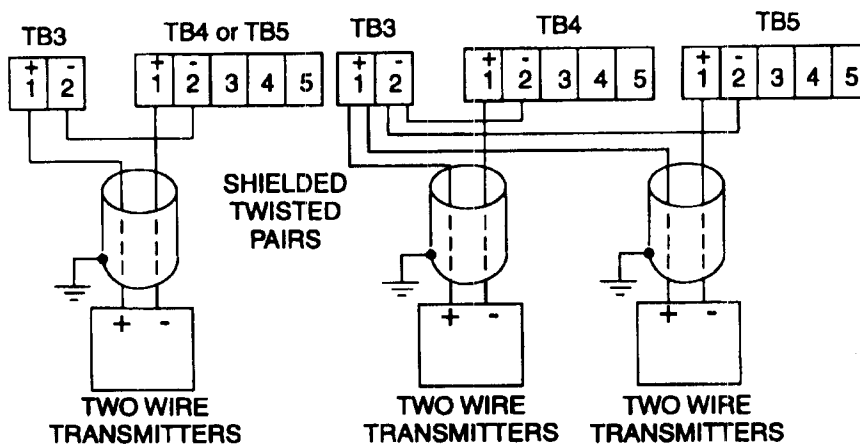 TB3 TB4 or TB5 TB3 TB4 TB5
+ - + - + - + - + -
1 2 1 2 3 4 5 1 2 1 2 3 4 5 1 2 3 4 5
SHIELDED
TWISTED
PAIRS
+ - + - + -
TWO WIRE TWO WIRE TWO WIRE
TRANSMITTERS TRANSMITTERS TRANSMITTERS